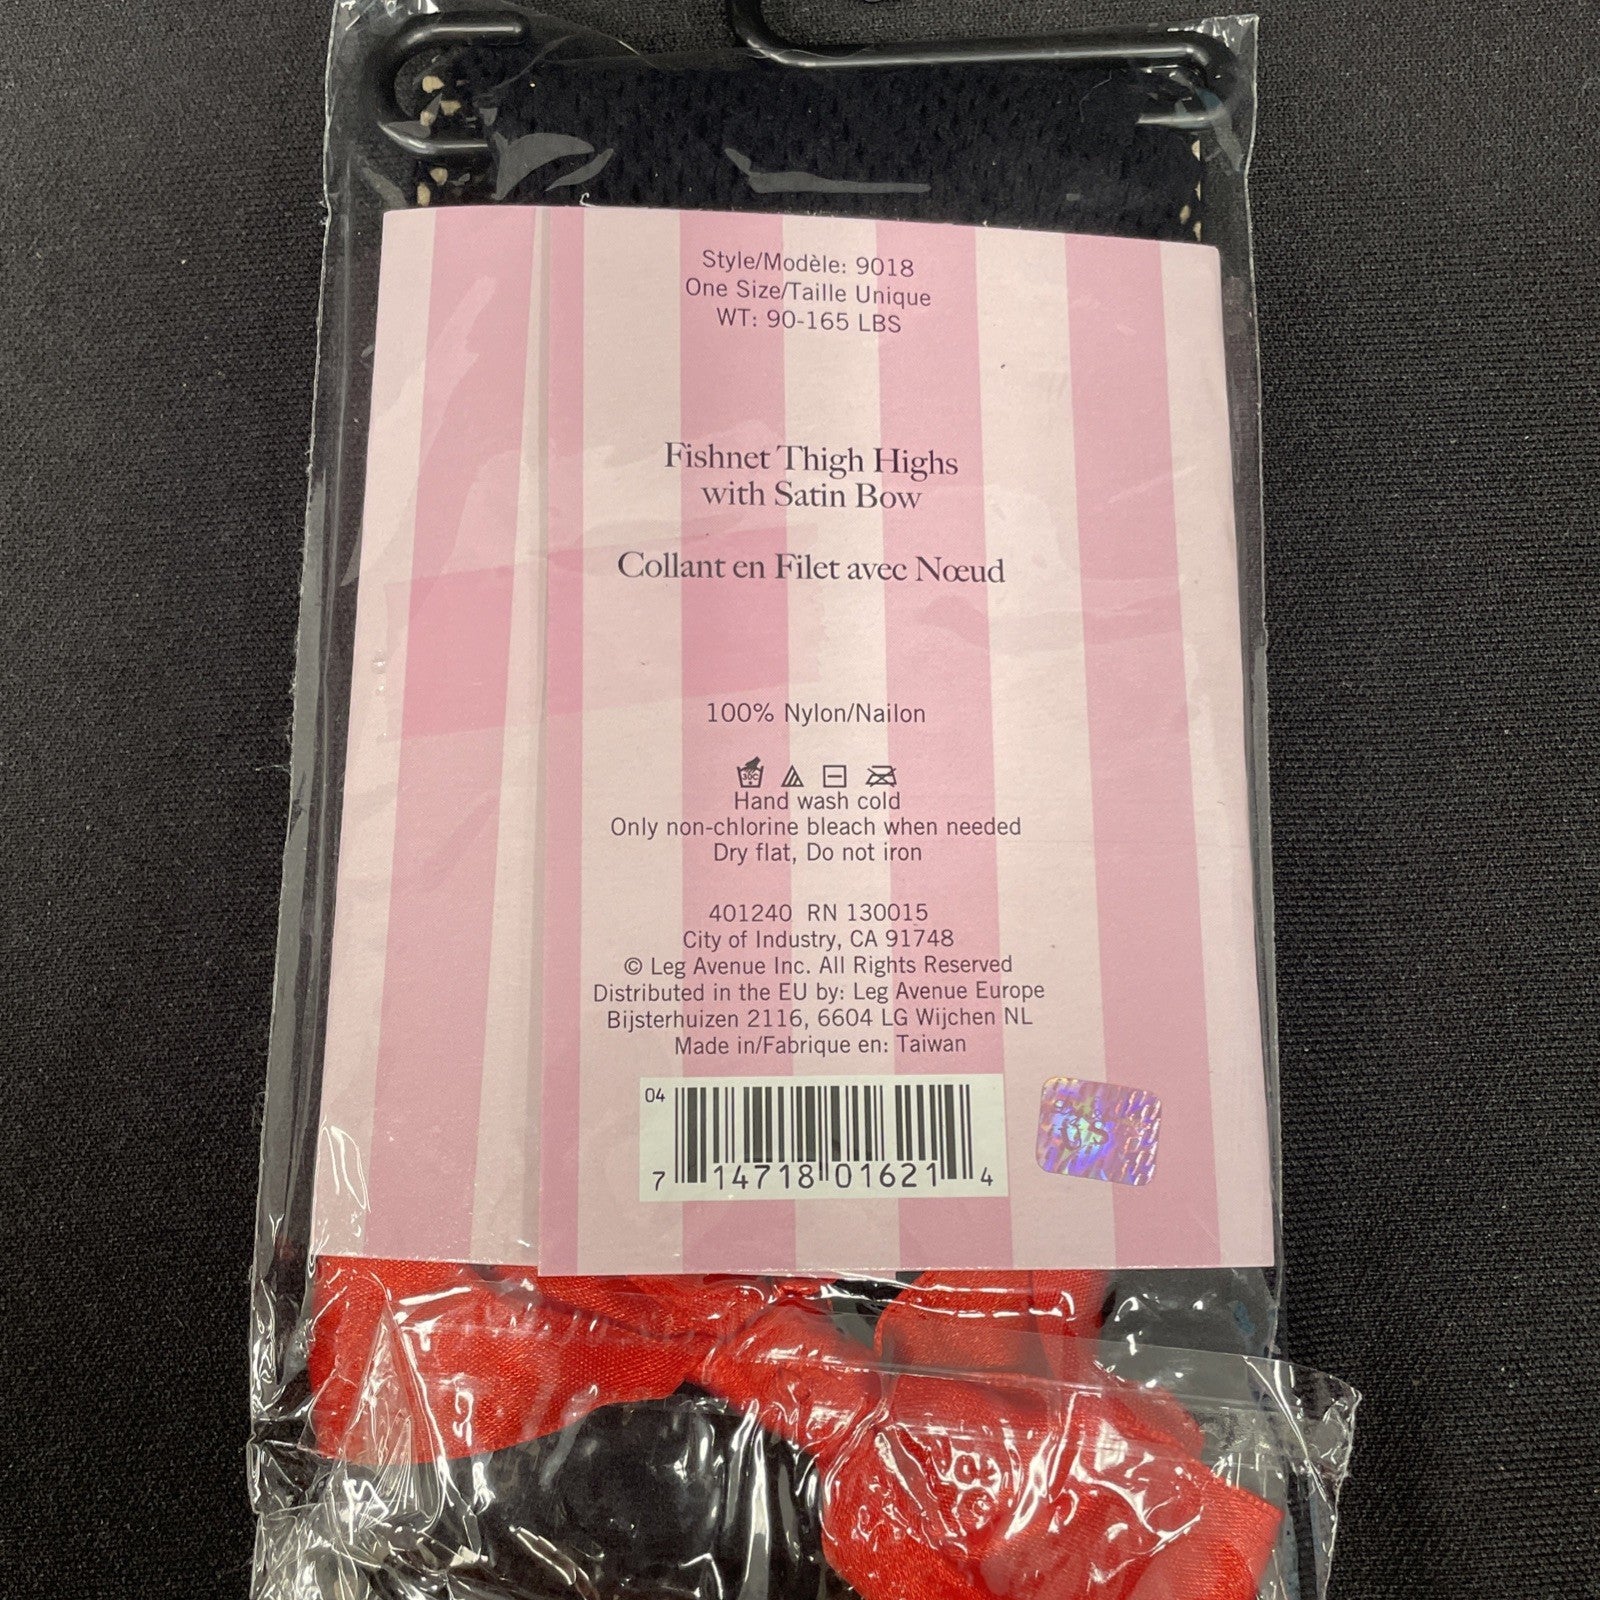 Style/Modèle: 9018
One Size/Taille Unique
WT: 90-165 LBS
Fishnet Thigh Highs
with Satin Bow
Collant en Filet avec Nœud
100% Nylon/Nailon
30C
Hand wash cold
Only non-chlorine bleach when needed
Dry flat, Do not iron
401240 RN 130015
City of Industry, CA 91748
© Leg Avenue Inc. All Rights Reserved
Distributed in the EU by: Leg Avenue Europe
Bijsterhuizen 2116, 6604 LG Wijchen NL
Made in/Fabrique en: Taiwan
04
7 14718 01621 4